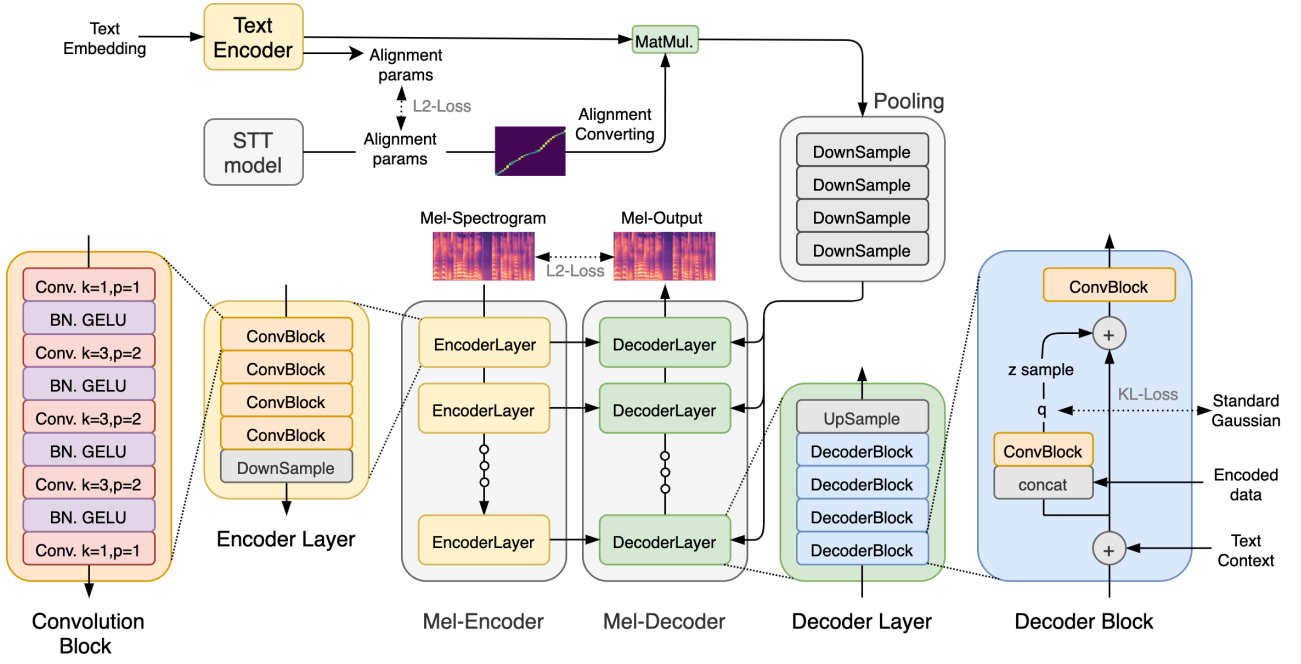 Text
Embedding
Text
Encoder
Alignment
params
L2-Loss
STT
model
Alignment
params
Alignment
Converting
MatMul.
Pooling
DownSample
DownSample
DownSample
DownSample
Conv. k=1,p=1
BN. GELU
Conv. k=3,p=2
BN. GELU
Conv. k=3,p=2
BN. GELU
Conv. k=3,p=2
BN. GELU
Conv. k=1,p=1
Convolution
Block
ConvBlock
ConvBlock
ConvBlock
ConvBlock
DownSample
Encoder Layer
Mel-Spectrogram
L2-Loss
Mel-Output
EncoderLayer
EncoderLayer
EncoderLayer
Mel-Encoder
DecoderLayer
DecoderLayer
DecoderLayer
Mel-Decoder
UpSample
DecoderBlock
DecoderBlock
DecoderBlock
DecoderBlock
Decoder Layer
ConvBlock
+
z sample
q
KL-Loss
Standard
Gaussian
ConvBlock
concat
Encoded
data
+
Text
Context
Decoder Block